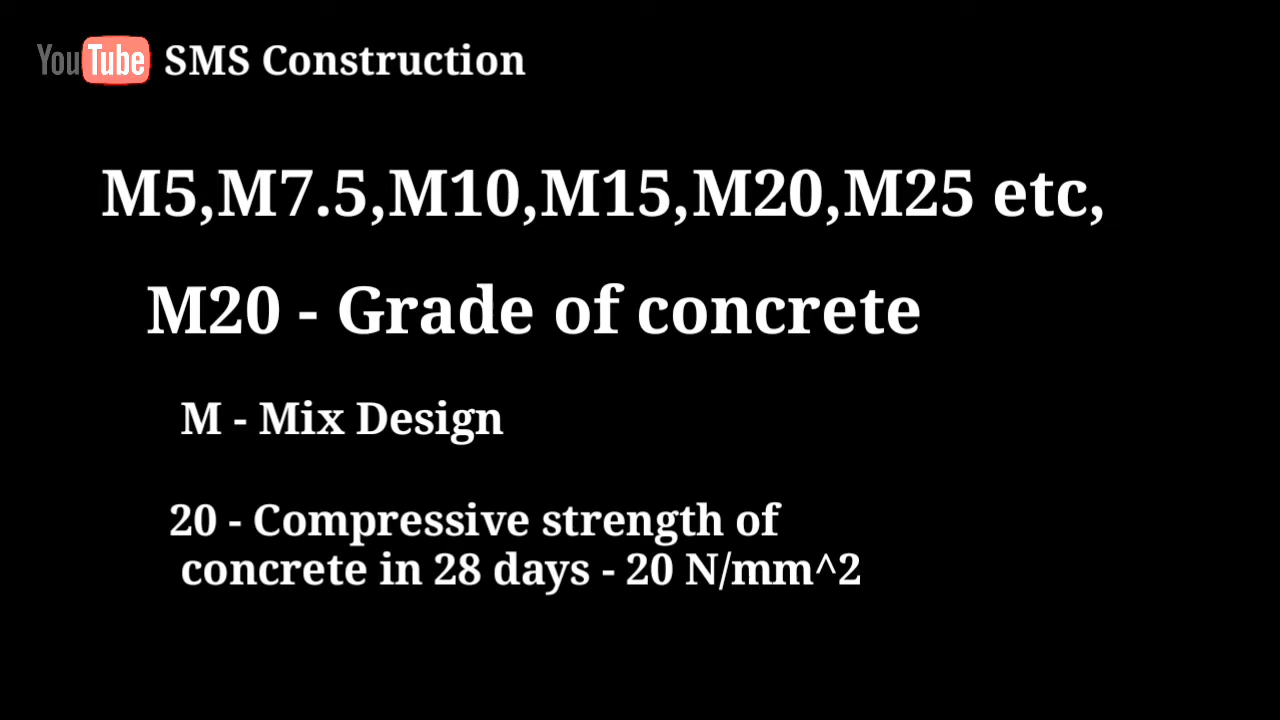 YouTube SMS Construction
M5,M7.5,M10,M15,M20,M25 etc,
M20 - Grade of concrete
M - Mix Design
20 - Compressive strength of
concrete in 28 days - 20 N/mm^2